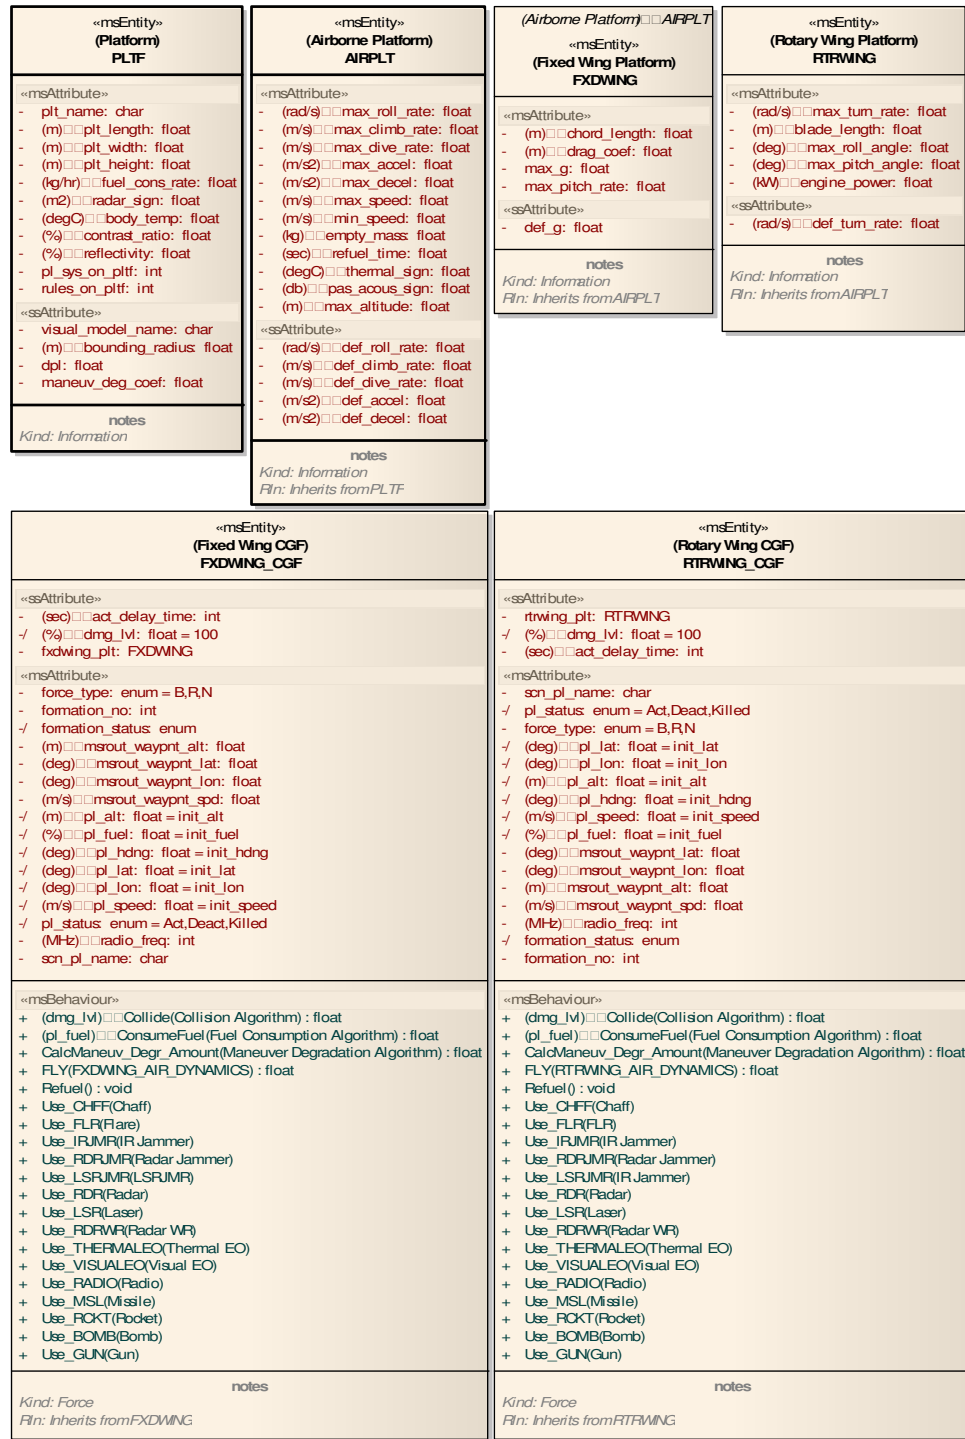 «msEntity»
(Platform)
PLTF
«msAttribute»
- plt_name: char
- (m)□□plt_length: float
- (m)□□plt_width: float
- (m)□□plt_height: float
- (kg/hr)□□fuel_cons_rate: float
- (m2)□□radar_sign: float
- (degC)□□body_temp: float
- (%)□□contrast_ratio: float
- (%)□□reflectivity: float
- pl_sys_on_pltf: int
- rules_on_pltf: int
«ssAttribute»
- visual_model_name: char
- (m)□□bounding_radius: float
- dpl: float
- maneuv_deg_coef: float
notes
Kind: Information
«msEntity»
(Airborne Platform)
AIRPLT
«msAttribute»
- (rad/s)□□max_roll_rate: float
- (m/s)□□max_climb_rate: float
- (m/s)□□max_dive_rate: float
- (m/s2)□□max_accel: float
- (m/s2)□□max_decel: float
- (m/s)□□max_speed: float
- (m/s)□□min_speed: float
- (kg)□□empty_mass: float
- (sec)□□refuel_time: float
- (degC)□□thermal_sign: float
- (db)□□pas_acous_sign: float
- (m)□□max_altitude: float
«ssAttribute»
- (rad/s)□□def_roll_rate: float
- (m/s)□□def_climb_rate: float
- (m/s)□□def_dive_rate: float
- (m/s2)□□def_accel: float
- (m/s2)□□def_decel: float
notes
Kind: Information
Rln: Inherits from PLTF
(Airborne Platform)□□AIRPLT
«msEntity»
(Fixed Wing Platform)
FXDWING
«msAttribute»
- (m)□□chord_length: float
- (m)□□drag_coef: float
- max_g: float
- max_pitch_rate: float
«ssAttribute»
- def_g: float
notes
Kind: Information
Rln: Inherits from AIRPLT
«msEntity»
(Rotary Wing Platform)
RTRWING
«msAttribute»
- (rad/s)□□max_turn_rate: float
- (m)□□blade_length: float
- (deg)□□max_roll_angle: float
- (deg)□□max_pitch_angle: float
- (kW)□□engine_power: float
«ssAttribute»
- (rad/s)□□def_turn_rate: float
notes
Kind: Information
Rln: Inherits from AIRPLT
«msEntity»
(Fixed Wing CGF)
FXDWING_CGF
«ssAttribute»
- (sec)□□act_delay_time: int
-/ (%)□□dmg_lvl: float = 100
- fxdwing_plt: FXDWING
«msAttribute»
- force_type: enum = B,R,N
- formation_no: int
-/ formation_status: enum
- (m)□□msrout_waypnt_alt: float
- (deg)□□msrout_waypnt_lat: float
- (deg)□□msrout_waypnt_lon: float
- (m/s)□□msrout_waypnt_spd: float
-/ (m)□□pl_alt: float = init_alt
-/ (%)□□pl_fuel: float = init_fuel
-/ (deg)□□pl_hdng: float = init_hdng
-/ (deg)□□pl_lat: float = init_lat
-/ (deg)□□pl_lon: float = init_lon
-/ (m/s)□□pl_speed: float = init_speed
-/ pl_status: enum = Act,Deact,Killed
- (MHz)□□radio_freq: int
- scn_pl_name: char
«msBehaviour»
+ (dmg_lvl)□□Collide(Collision Algorithm) : float
+ (pl_fuel)□□ConsumeFuel(Fuel Consumption Algorithm) : float
+ CalcManeuv_Degr_Amount(Maneuver Degradation Algorithm) : float
+ FLY(FXDWING_AIR_DYNAMICS) : float
+ Refuel() : void
+ Use_CHFF(Chaff)
+ Use_FLR(Flare)
+ Use_IRJMR(IR Jammer)
+ Use_RDRJMR(Radar Jammer)
+ Use_LSRJMR(LSRJMR)
+ Use_RDR(Radar)
+ Use_LSR(Laser)
+ Use_RDRWR(Radar WR)
+ Use_THERMALEO(Thermal EO)
+ Use_VISUALEO(Visual EO)
+ Use_RADIO(Radio)
+ Use_MSL(Missile)
+ Use_RCKT(Rocket)
+ Use_BOMB(Bomb)
+ Use_GUN(Gun)
notes
Kind: Force
Rln: Inherits from FXDWING
«msEntity»
(Rotary Wing CGF)
RTRWING_CGF
«ssAttribute»
- rtrwing_plt: RTRWING
-/ (%)□□dmg_lvl: float = 100
- (sec)□□act_delay_time: int
«msAttribute»
- scn_pl_name: char
-/ pl_status: enum = Act,Deact,Killed
- force_type: enum = B,R,N
-/ (deg)□□pl_lat: float = init_lat
-/ (deg)□□pl_lon: float = init_lon
-/ (m)□□pl_alt: float = init_alt
-/ (deg)□□pl_hdng: float = init_hdng
-/ (m/s)□□pl_speed: float = init_speed
-/ (%)□□pl_fuel: float = init_fuel
- (deg)□□msrout_waypnt_lat: float
- (deg)□□msrout_waypnt_lon: float
- (m)□□msrout_waypnt_alt: float
- (m/s)□□msrout_waypnt_spd: float
- (MHz)□□radio_freq: int
-/ formation_status: enum
- formation_no: int
«msBehaviour»
+ (dmg_lvl)□□Collide(Collision Algorithm) : float
+ (pl_fuel)□□ConsumeFuel(Fuel Consumption Algorithm) : float
+ CalcManeuv_Degr_Amount(Maneuver Degradation Algorithm) : float
+ FLY(RTRWING_AIR_DYNAMICS) : float
+ Refuel() : void
+ Use_CHFF(Chaff)
+ Use_FLR(FLR)
+ Use_IRJMR(IR Jammer)
+ Use_RDRJMR(Radar Jammer)
+ Use_LSRJMR(IR Jammer)
+ Use_RDR(Radar)
+ Use_LSR(Laser)
+ Use_RDRWR(Radar WR)
+ Use_THERMALEO(Thermal EO)
+ Use_VISUALEO(Visual EO)
+ Use_RADIO(Radio)
+ Use_MSL(Missile)
+ Use_RCKT(Rocket)
+ Use_BOMB(Bomb)
+ Use_GUN(Gun)
notes
Kind: Force
Rln: Inherits from RTRWING